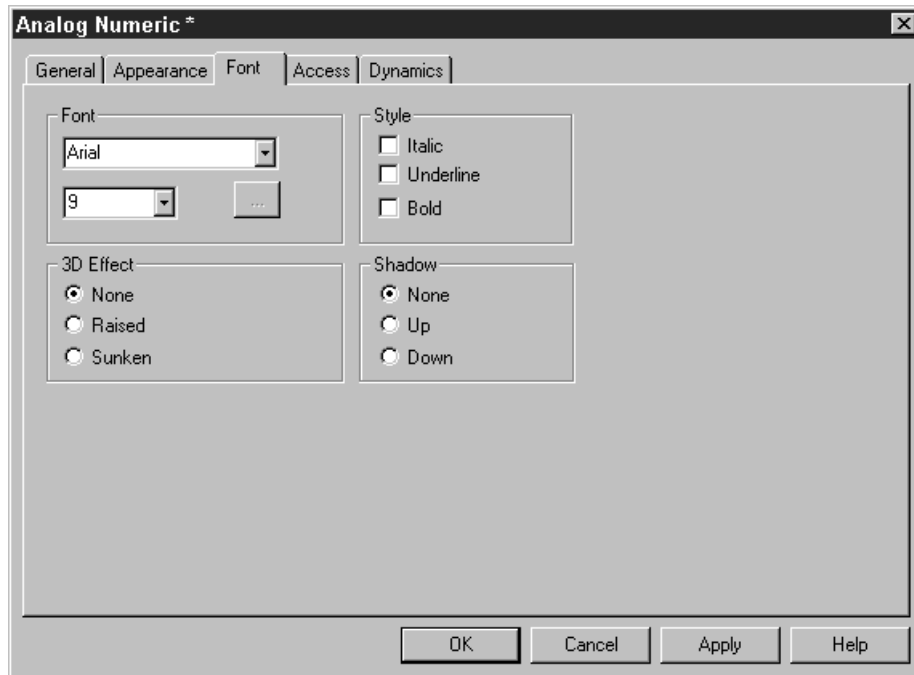 Analog Numeric *
General Appearance Font Access Dynamics
Font
Arial
9
...
Style
Italic
Underline
Bold
3D Effect
None
Raised
Sunken
Shadow
None
Up
Down
OK Cancel Apply Help